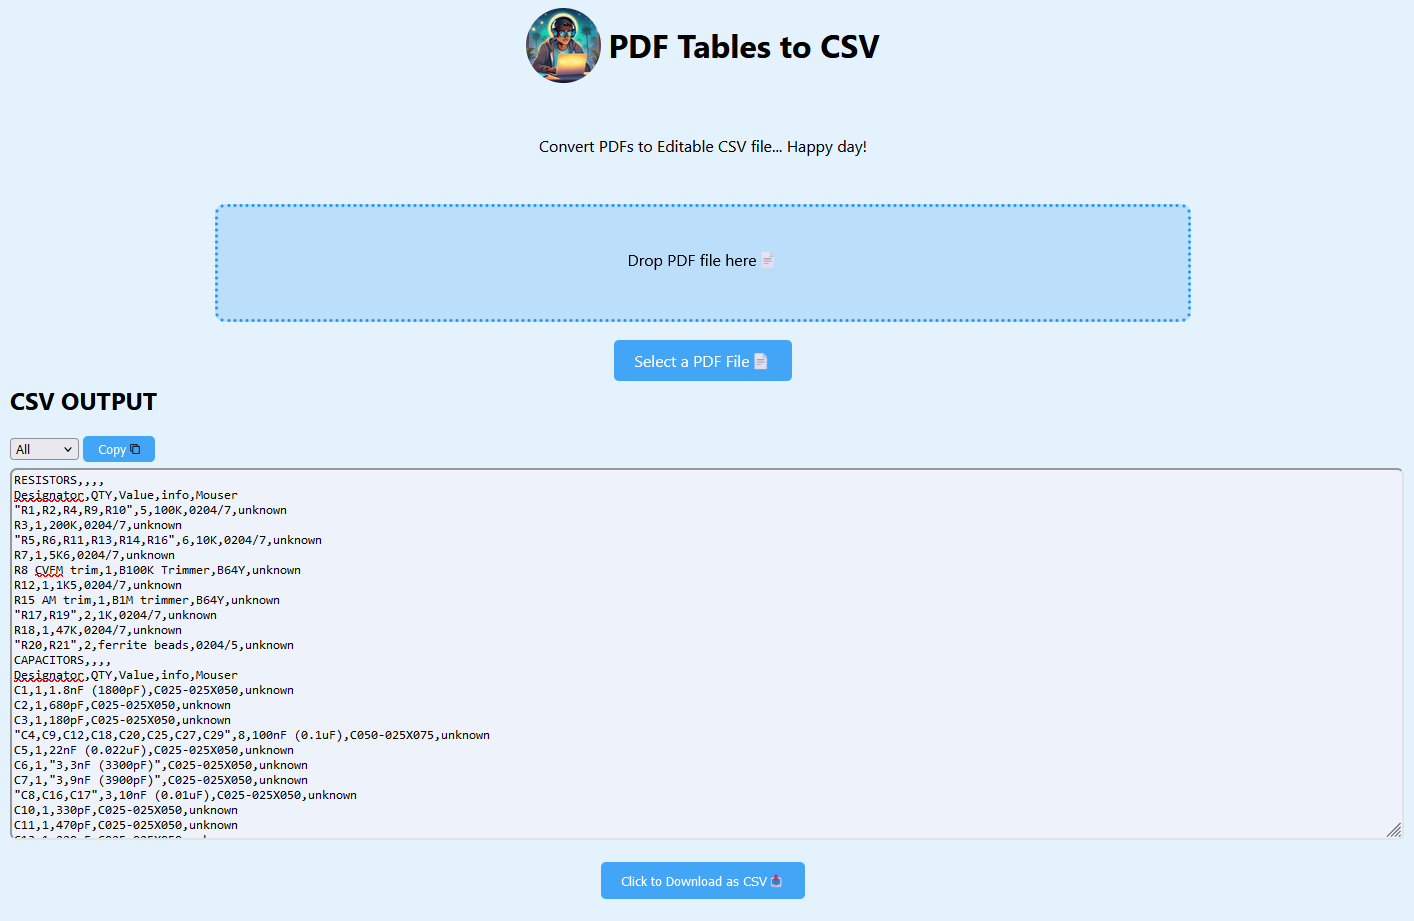 PDF Tables to CSV
Convert PDFs to Editable CSV file... Happy day!
Drop PDF file here
Select a PDF File
CSV OUTPUT
All
Copy
RESISTORS,,,,
Designator,QTY,Value,info,Mouser
"R1,R2,R4,R9,R10",5,100K,0204/7,unknown
R3,1,200K,0204/7,unknown
"R5,R6,R11,R13,R14,R16",6,10K,0204/7,unknown
R7,1,5K6,0204/7,unknown
R8 CVFM trim,1,B100K Trimmer,B64Y,unknown
R12,1,1K5,0204/7,unknown
R15 AM trim,1,B1M trimmer,B64Y,unknown
"R17,R19",2,1K,0204/7,unknown
R18,1,47K,0204/7,unknown
"R20,R21",2,ferrite beads,0204/5,unknown
CAPACITORS,,,,
Designator,QTY,Value,info,Mouser
C1,1,1.8nF (1800pF),C025-025X050,unknown
C2,1,680pF,C025-025X050,unknown
C3,1,180pF,C025-025X050,unknown
"C4,C9,C12,C18,C20,C25,C27,C29",8,100nF (0.1uF),C050-025X075,unknown
C5,1,22nF (0.022uF),C025-025X050,unknown
C6,1,"3,3nF (3300pF)",C025-025X050,unknown
C7,1,"3,9nF (3900pF)",C025-025X050,unknown
"C8,C16,C17",3,10nF (0.01uF),C025-025X050,unknown
C10,1,330pF,C025-025X050,unknown
C11,1,470pF,C025-025X050,unknown
Click to Download as CSV